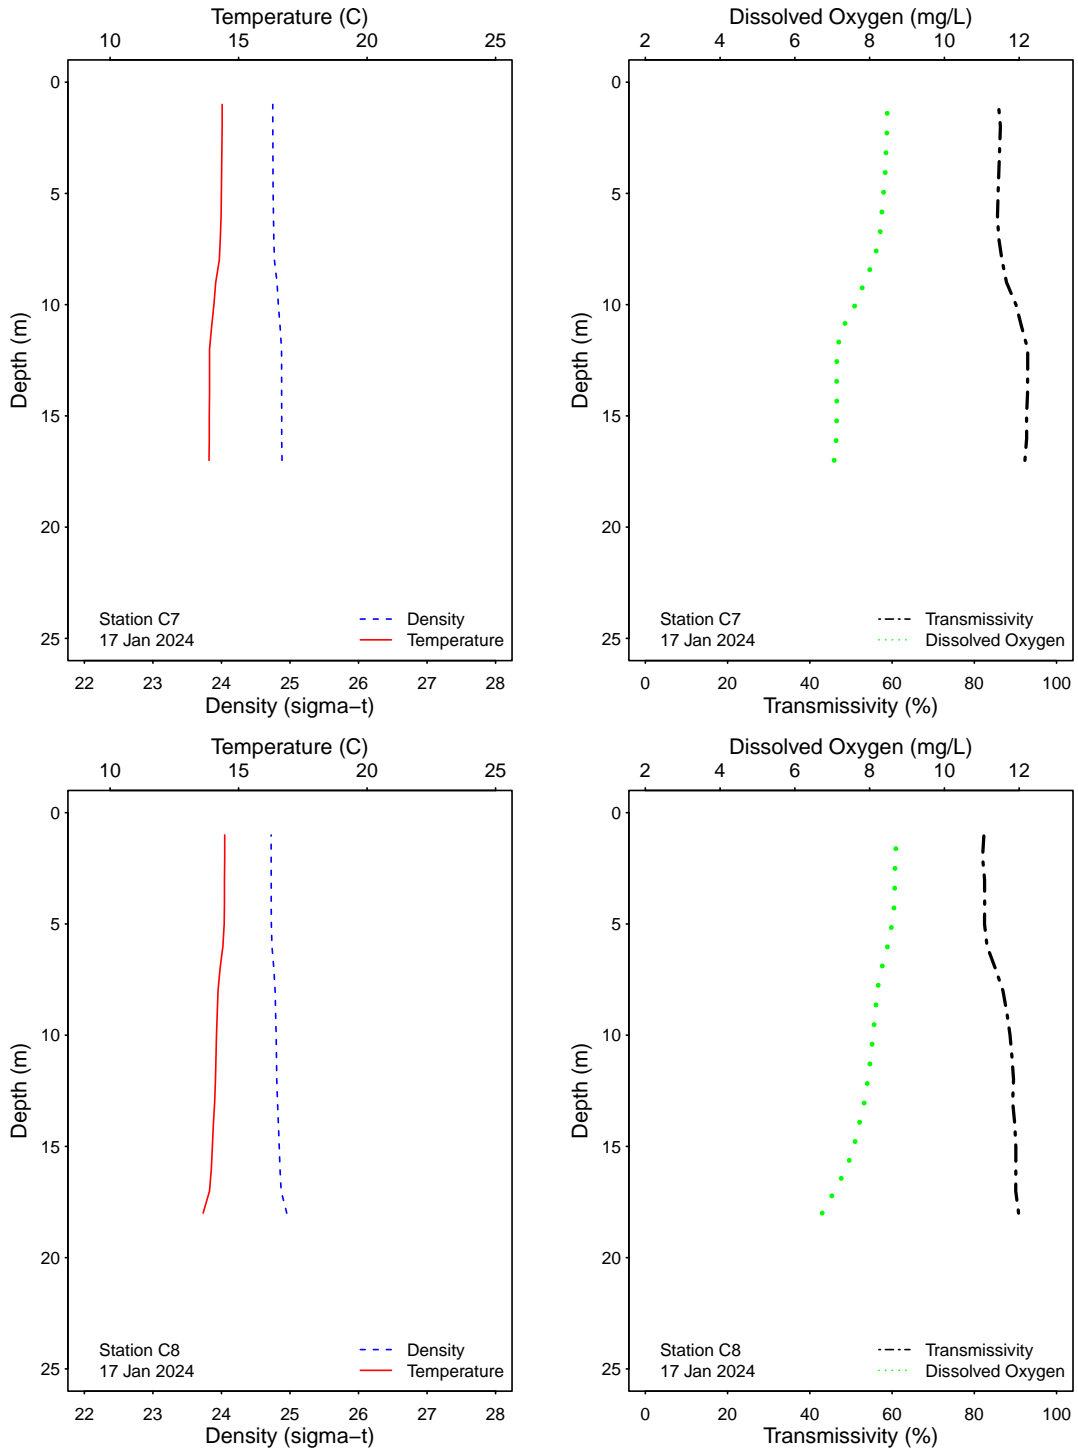 Temperature (C)
10 15 20 25
0
5
10
15
20
25
Depth (m)
Station C7
17 Jan 2024
Density
Temperature
22 23 24 25 26 27 28
Density (sigma−t)
Dissolved Oxygen (mg/L)
2 4 6 8 10 12
0
5
10
15
20
25
Depth (m)
Station C7
17 Jan 2024
Transmissivity
Dissolved Oxygen
0 20 40 60 80 100
Transmissivity (%)
Temperature (C)
10 15 20 25
0
5
10
15
20
25
Depth (m)
Station C8
17 Jan 2024
Density
Temperature
22 23 24 25 26 27 28
Density (sigma−t)
Dissolved Oxygen (mg/L)
2 4 6 8 10 12
0
5
10
15
20
25
Depth (m)
Station C8
17 Jan 2024
Transmissivity
Dissolved Oxygen
0 20 40 60 80 100
Transmissivity (%)